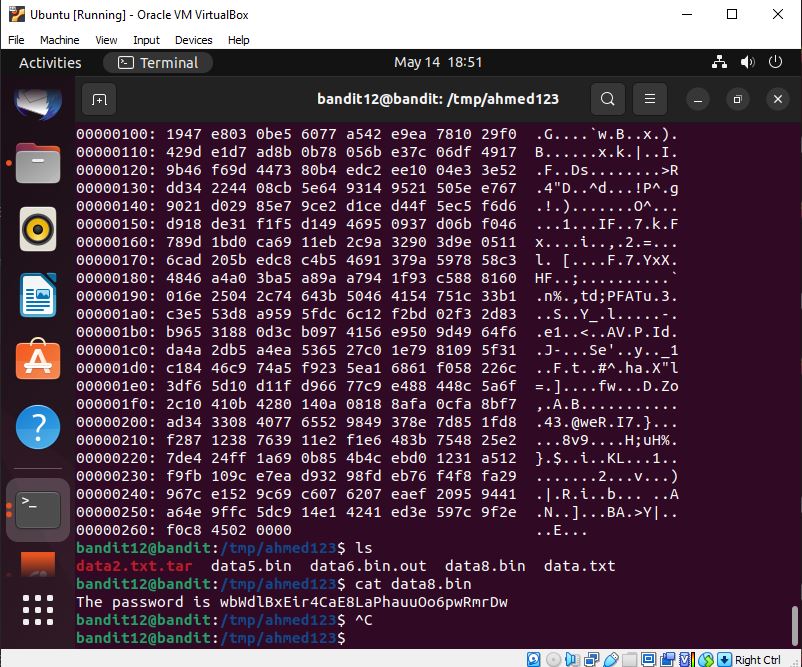 Ubuntu [Running] - Oracle VM VirtualBox
File Machine View Input Devices Help
Activities Terminal May 14 18:51
bandit12@bandit: /tmp/ahmed123
00000100: 1947 e803 0be5 6077 a542 e9ea 7810 29f0 .G....`w.B..x.).
00000110: 429d e1d7 ad8b 0b78 056b e37c 06df 4917 B......x.k.|..I.
00000120: 9b46 f69d 4473 80b4 edc2 ee10 04e3 3e52 .F..Ds........>R
00000130: dd34 2244 08cb 5e64 9314 9521 505e e767 .4"D..^d...!P^.g
00000140: 9021 d029 85e7 9ce2 d1ce d44f 5ec5 f6d6 .!.).......O^...
00000150: d918 de31 f1f5 d149 4695 0937 d06b f046 ...1...IF..7.k.F
00000160: 789d 1bd0 ca69 11eb 2c9a 3290 3d9e 0511 x....i..,.2.=...
00000170: 6cad 205b edc8 c4b5 4691 379a 5978 58c3 l. [....F.7.YxX.
00000180: 4846 a4a0 3ba5 a89a a794 1f93 c588 8160 HF..;..........`
00000190: 016e 2504 2c74 643b 5046 4154 751c 33b1 .n%.,td;PFATu.3.
000001a0: c3e5 53d8 a959 5fdc 6c12 f2bd 02f3 2d83 ..S..Y_.l.....-.
000001b0: b965 3188 0d3c b097 4156 e950 9d49 64f6 .e1..<..AV.P.Id.
000001c0: da4a 2db5 a4ea 5365 27c0 1e79 8109 5f31 .J-...Se'..y.._1
000001d0: c184 46c9 74a5 f923 5ea1 6861 f058 226c ..F.t..#^.ha.X"l
000001e0: 3df6 5d10 d11f d966 77c9 e488 448c 5a6f =.]....fw...D.Zo
000001f0: 2c10 410b 4280 140a 0818 8afa 0cfa 8bf7 ,.A.B...........
00000200: ad34 3308 4077 6552 9849 378e 7d85 1fd8 .43.@weR.I7.}...
00000210: f287 1238 7639 11e2 f1e6 483b 7548 25e2 ...8v9....H;uH%.
00000220: 7de4 24ff 1a69 0b85 4b4c ebd0 1231 a512 }.$..i..KL...1..
00000230: f9fb 109c ce7a ead9 3298 fdeb 76f4 f8fa 29
00000240: 967c e152 9c69 c607 6207 eaef 2095 9441 .|.R.i..b... ..A
00000250: a64e 9ffc 5dc9 14e1 4241 ed3e 597c 9f2e .N..]...BA.>Y|..
00000260: f0c8 4502 0000 ..E...
bandit12@bandit:/tmp/ahmed123$ ls
data2.txt.tar data5.bin data6.bin.out data8.bin data.txt
bandit12@bandit:/tmp/ahmed123$ cat data8.bin
The password is wbWdlBxEir4CaE8LaPhauuOo6pwRmrDw
bandit12@bandit:/tmp/ahmed123$ ^C
bandit12@bandit:/tmp/ahmed123$
Right Ctrl